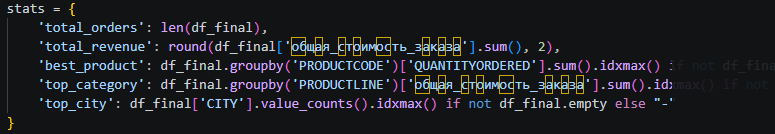 stats = {
    'total_orders': len(df_final),
    'total_revenue': round(df_final['общая_стоимость_заказа'].sum(), 2),
    'best_product': df_final.groupby('PRODUCTCODE')['QUANTITYORDERED'].sum().idxmax() if not df_fina
    'top_category': df_final.groupby('PRODUCTLINE')['общая_стоимость_заказа'].sum().idxmax() if not
    'top_city': df_final['CITY'].value_counts().idxmax() if not df_final.empty else "-"
}